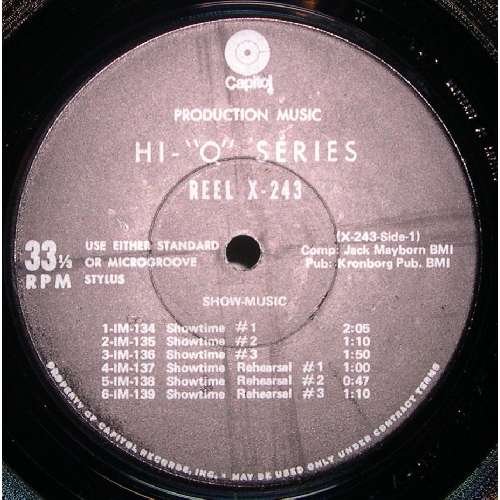 Capitol
PRODUCTION MUSIC
HI-"Q" SERIES
REEL X-243
33⅓
RPM
USE EITHER STANDARD
OR MICROGROOVE
STYLUS
(X-243-Side-1)
Comp: Jack Mayborn BMI
Pub: Kronborg Pub. BMI
SHOW-MUSIC
1-IM-134 Showtime #1 2:05
2-IM-135 Showtime #2 1:10
3-IM-136 Showtime #3 1:50
4-IM-137 Showtime Rehearsal #1 1:00
5-IM-138 Showtime Rehearsal #2 0:47
6-IM-139 Showtime Rehearsal #3 1:10
PROPERTY OF CAPITOL RECORDS, INC. • MAY BE USED ONLY UNDER CONTRACT TERMS